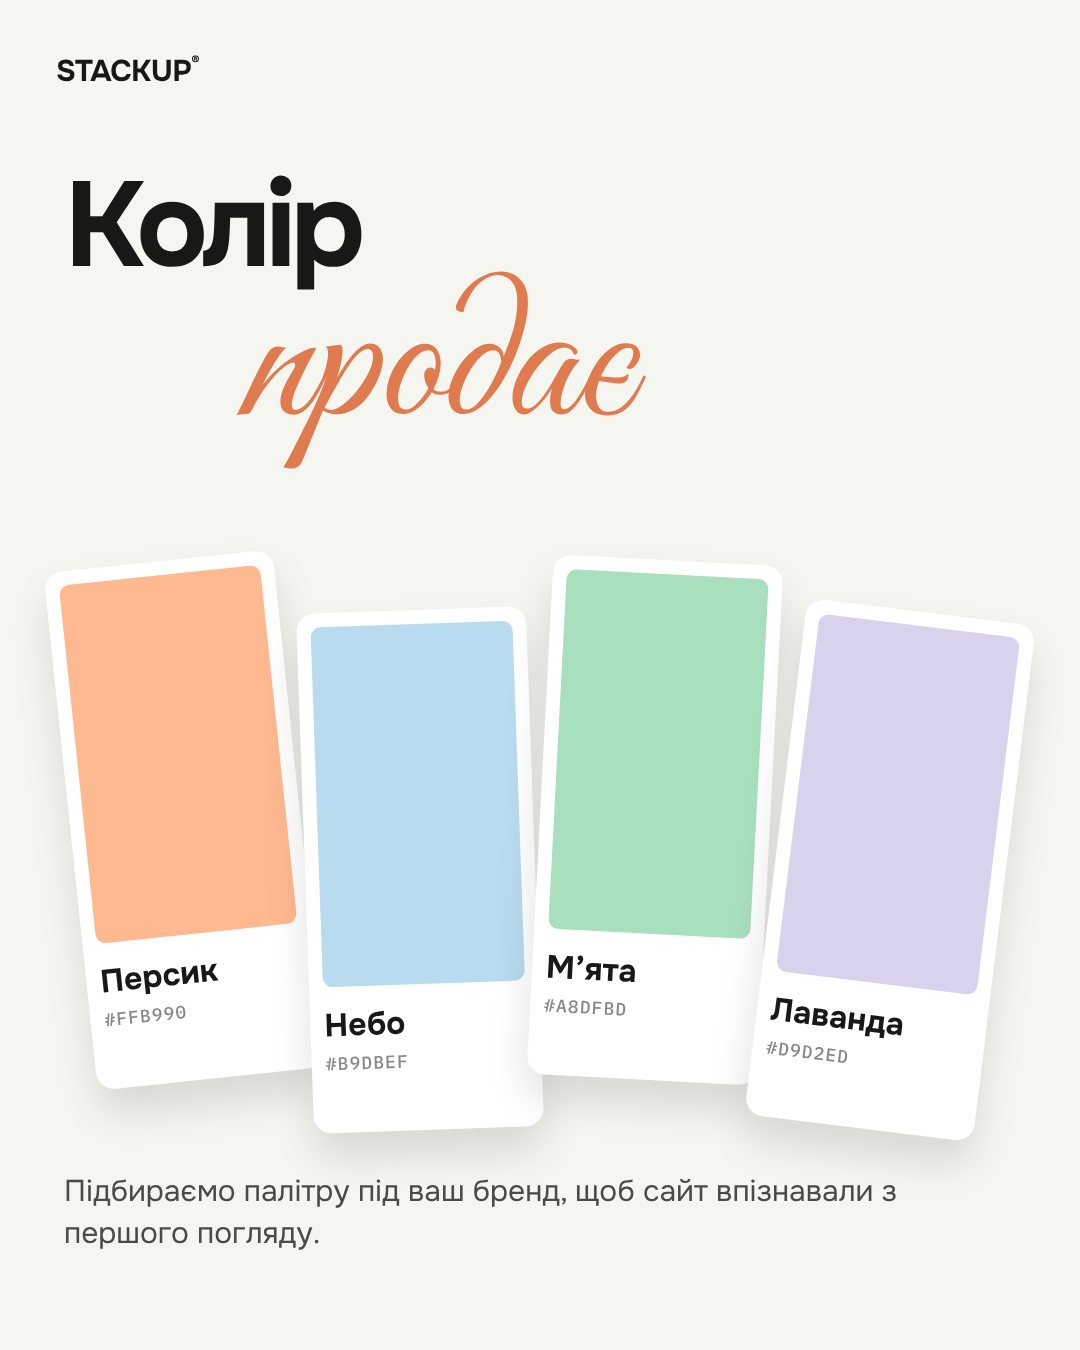 STACKUP®
Колір
продає
Персик
#FFB990
Небо
#B9DBEF
М’ята
#A8DFBD
Лаванда
#D9D2ED
Підбираємо палітру під ваш бренд, щоб сайт впізнавали з
першого погляду.